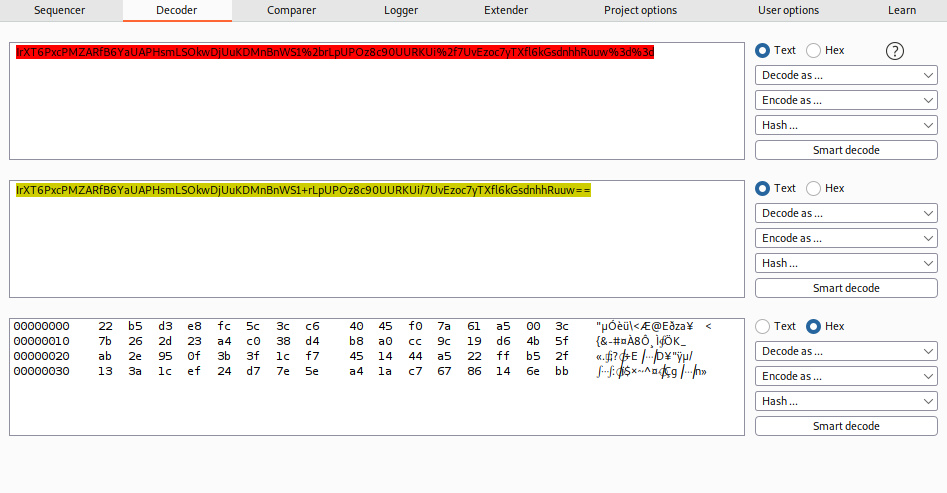 Sequencer Decoder Comparer Logger Extender Project options User options Learn
IrXT6PxcPMZARfB6YaUAPHsmLSOkwDjUuKDMnBnWS1%2brLpUPOz8c90UURKUi%2f7UvEzoc7yTXfl6kGsdnhhRuuw%3d%3d
Text Hex ?
Decode as ...
Encode as ...
Hash ...
Smart decode
IrXT6PxcPMZARfB6YaUAPHsmLSOkwDjUuKDMnBnWS1+rLpUPOz8c90UURKUi/7UvEzoc7yTXfl6kGsdnhhRuuw==
Text Hex
Decode as ...
Encode as ...
Hash ...
Smart decode
00000000 22 b5 d3 e8 fc 5c 3c c6 40 45 f0 7a 61 a5 00 3c "µÓèü\<Æ@Eðza¥ <
00000010 7b 26 2d 23 a4 c0 38 d4 b8 a0 cc 9c 19 d6 4b 5f
00000020 ab 2e 95 0f 3b 3f 1c f7 45 14 44 a5 22 ff b5 2f
00000030 13 3a 1c ef 24 d7 7e 5e a4 1a c7 67 86 14 6e bb
Text Hex
Decode as ...
Encode as ...
Hash ...
Smart decode